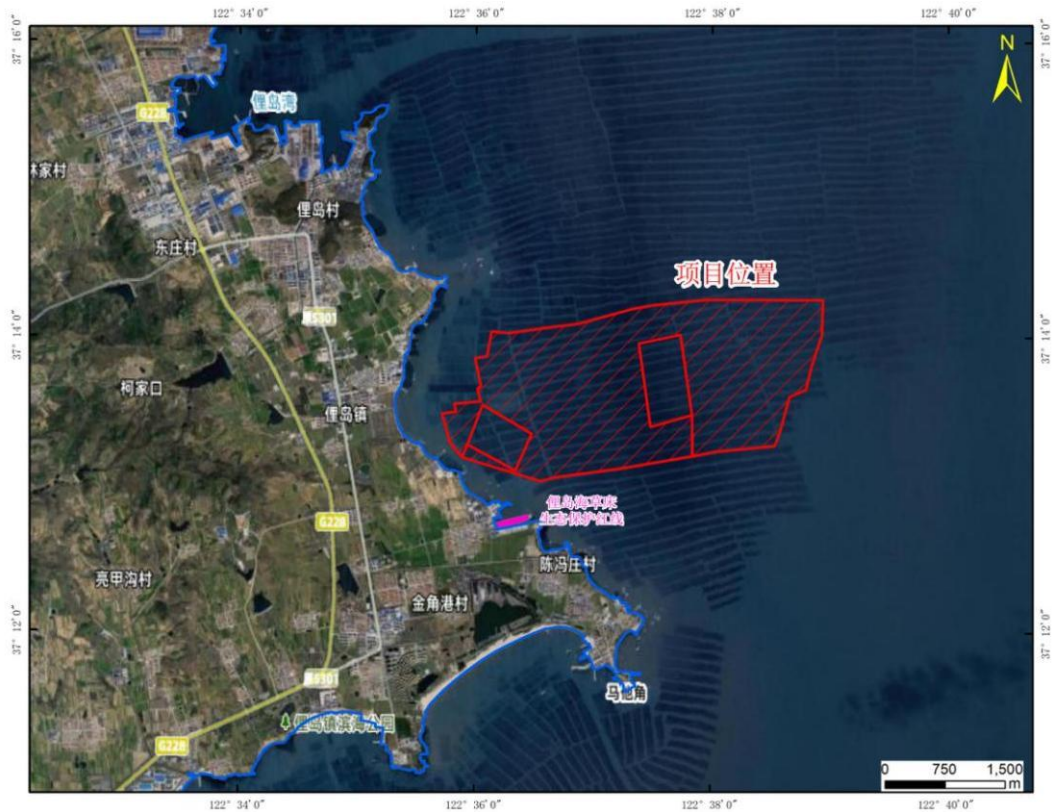 122° 34′ 0″
122° 36′ 0″
122° 38′ 0″
122° 40′ 0″
37° 16′ 0″
37° 16′ 0″
N
G228
俚岛湾
林家村
俚岛村
东庄村
项目位置
S301
37° 14′ 0″
37° 14′ 0″
柯家口
俚岛镇
俚岛海草床
生态保护红线
G228
陈冯庄村
亮甲沟村
金角港村
37° 12′ 0″
37° 12′ 0″
S301
马他角
俚岛镇滨海公园
G228
0 750 1,500
m
122° 34′ 0″
122° 36′ 0″
122° 38′ 0″
122° 40′ 0″